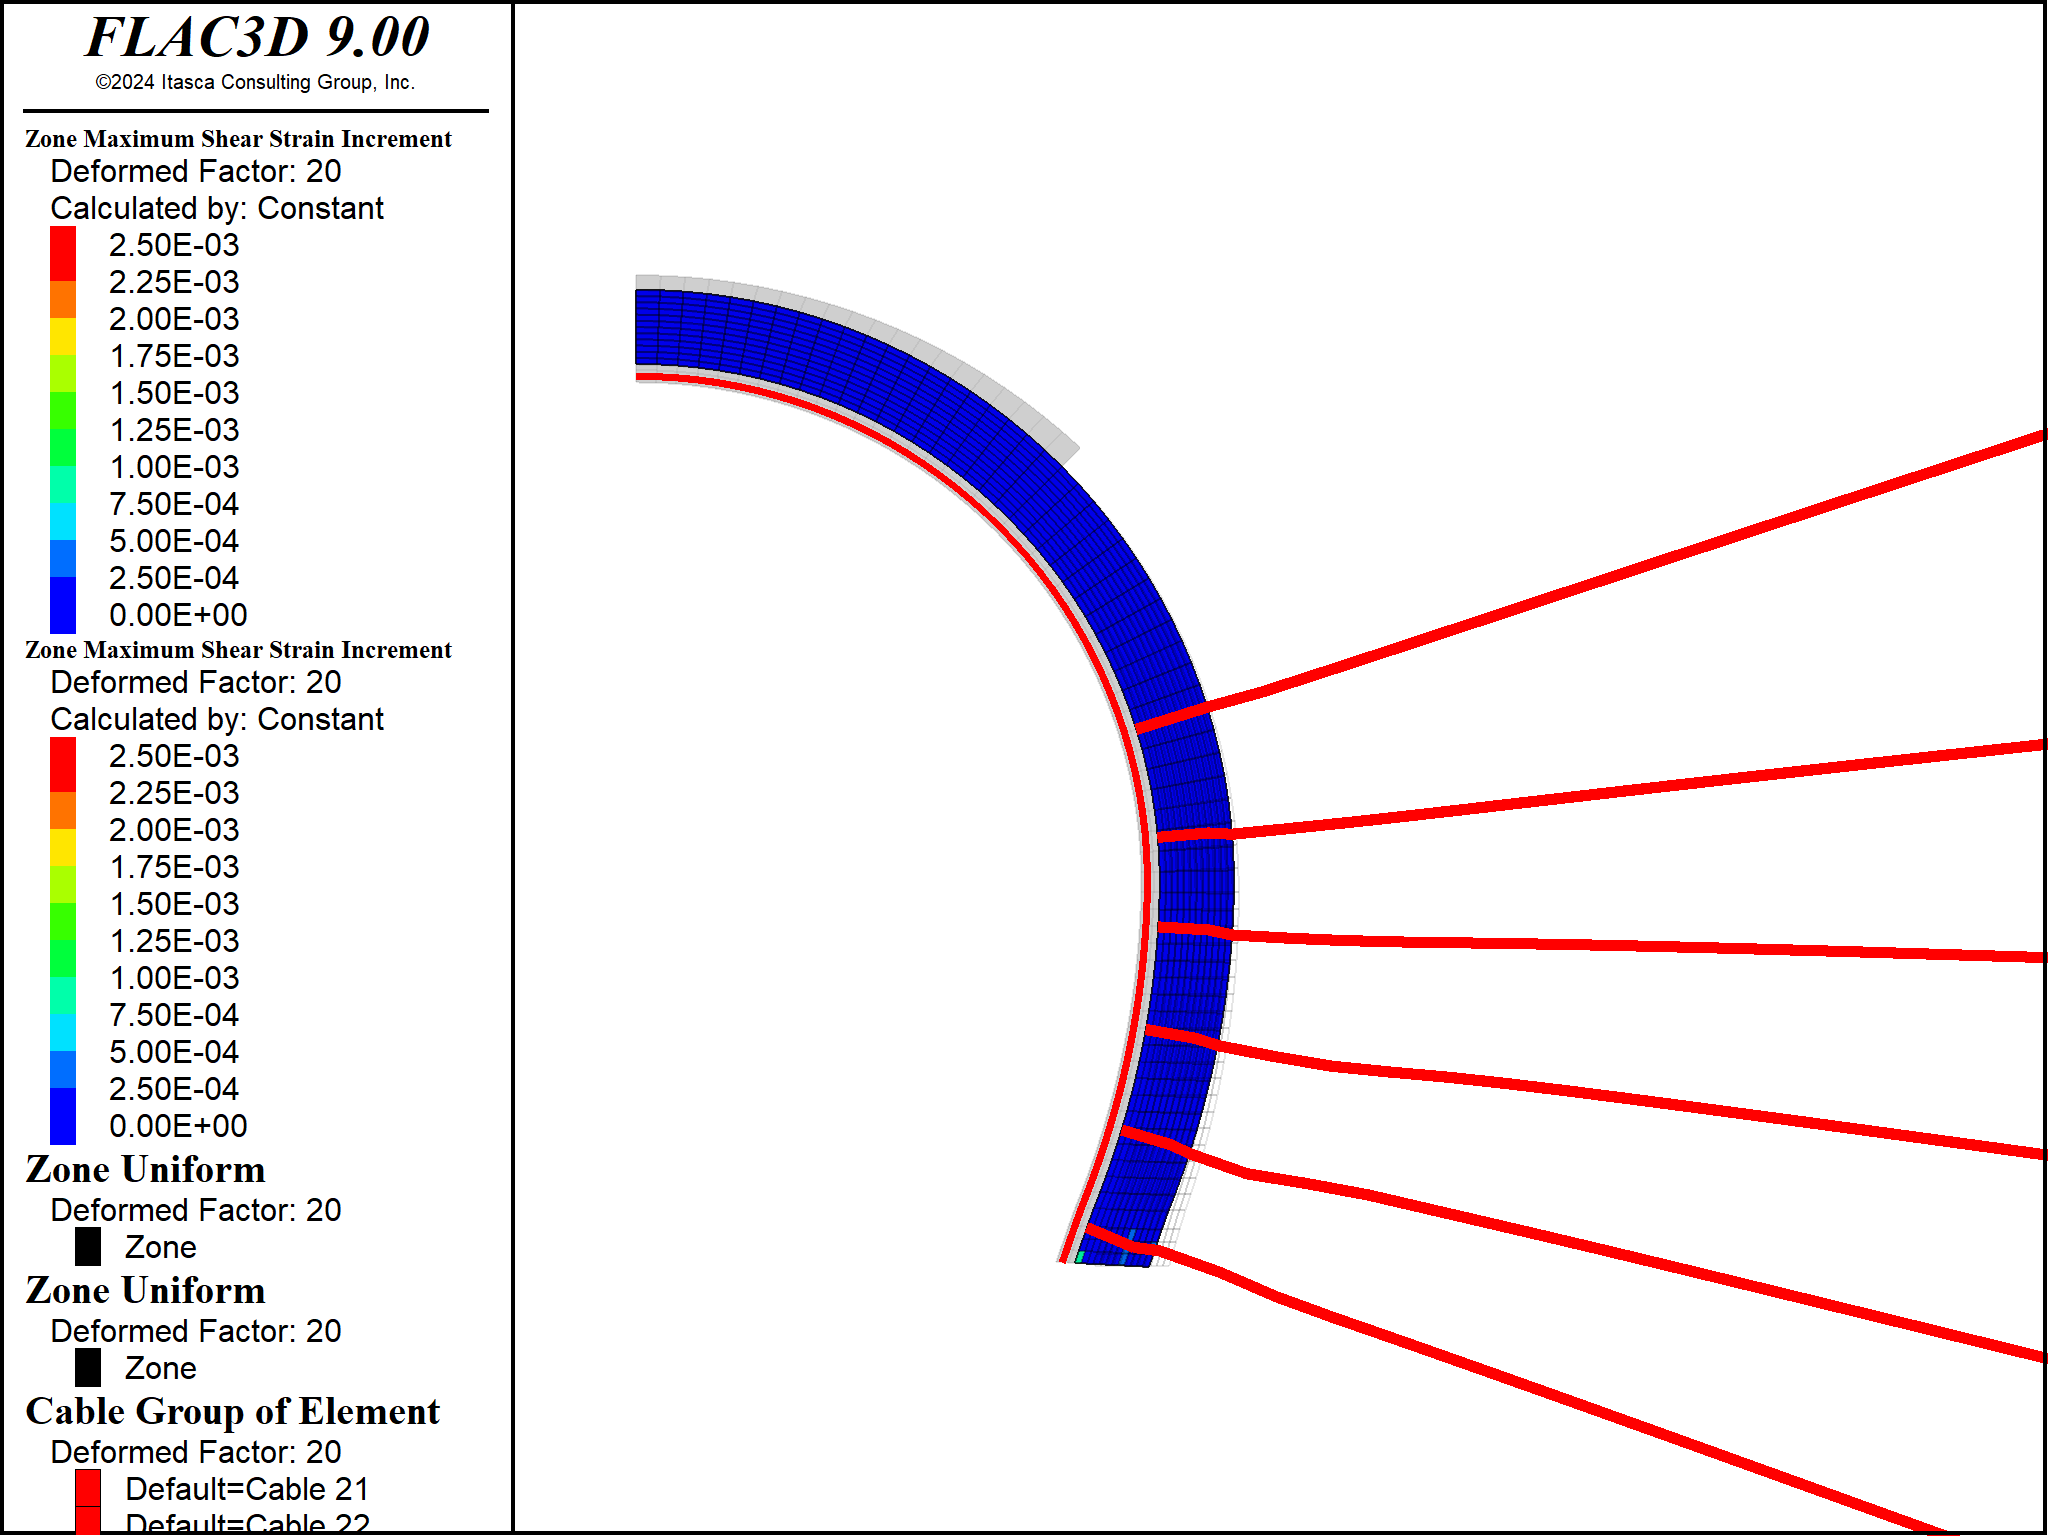 FLAC3D 9.00
©2024 Itasca Consulting Group, Inc.
Zone Maximum Shear Strain Increment
Deformed Factor: 20
Calculated by: Constant
2.50E-03
2.25E-03
2.00E-03
1.75E-03
1.50E-03
1.25E-03
1.00E-03
7.50E-04
5.00E-04
2.50E-04
0.00E+00
Zone Maximum Shear Strain Increment
Deformed Factor: 20
Calculated by: Constant
2.50E-03
2.25E-03
2.00E-03
1.75E-03
1.50E-03
1.25E-03
1.00E-03
7.50E-04
5.00E-04
2.50E-04
0.00E+00
Zone Uniform
Deformed Factor: 20
Zone
Zone Uniform
Deformed Factor: 20
Zone
Cable Group of Element
Deformed Factor: 20
Default=Cable 21
Default=Cable 22